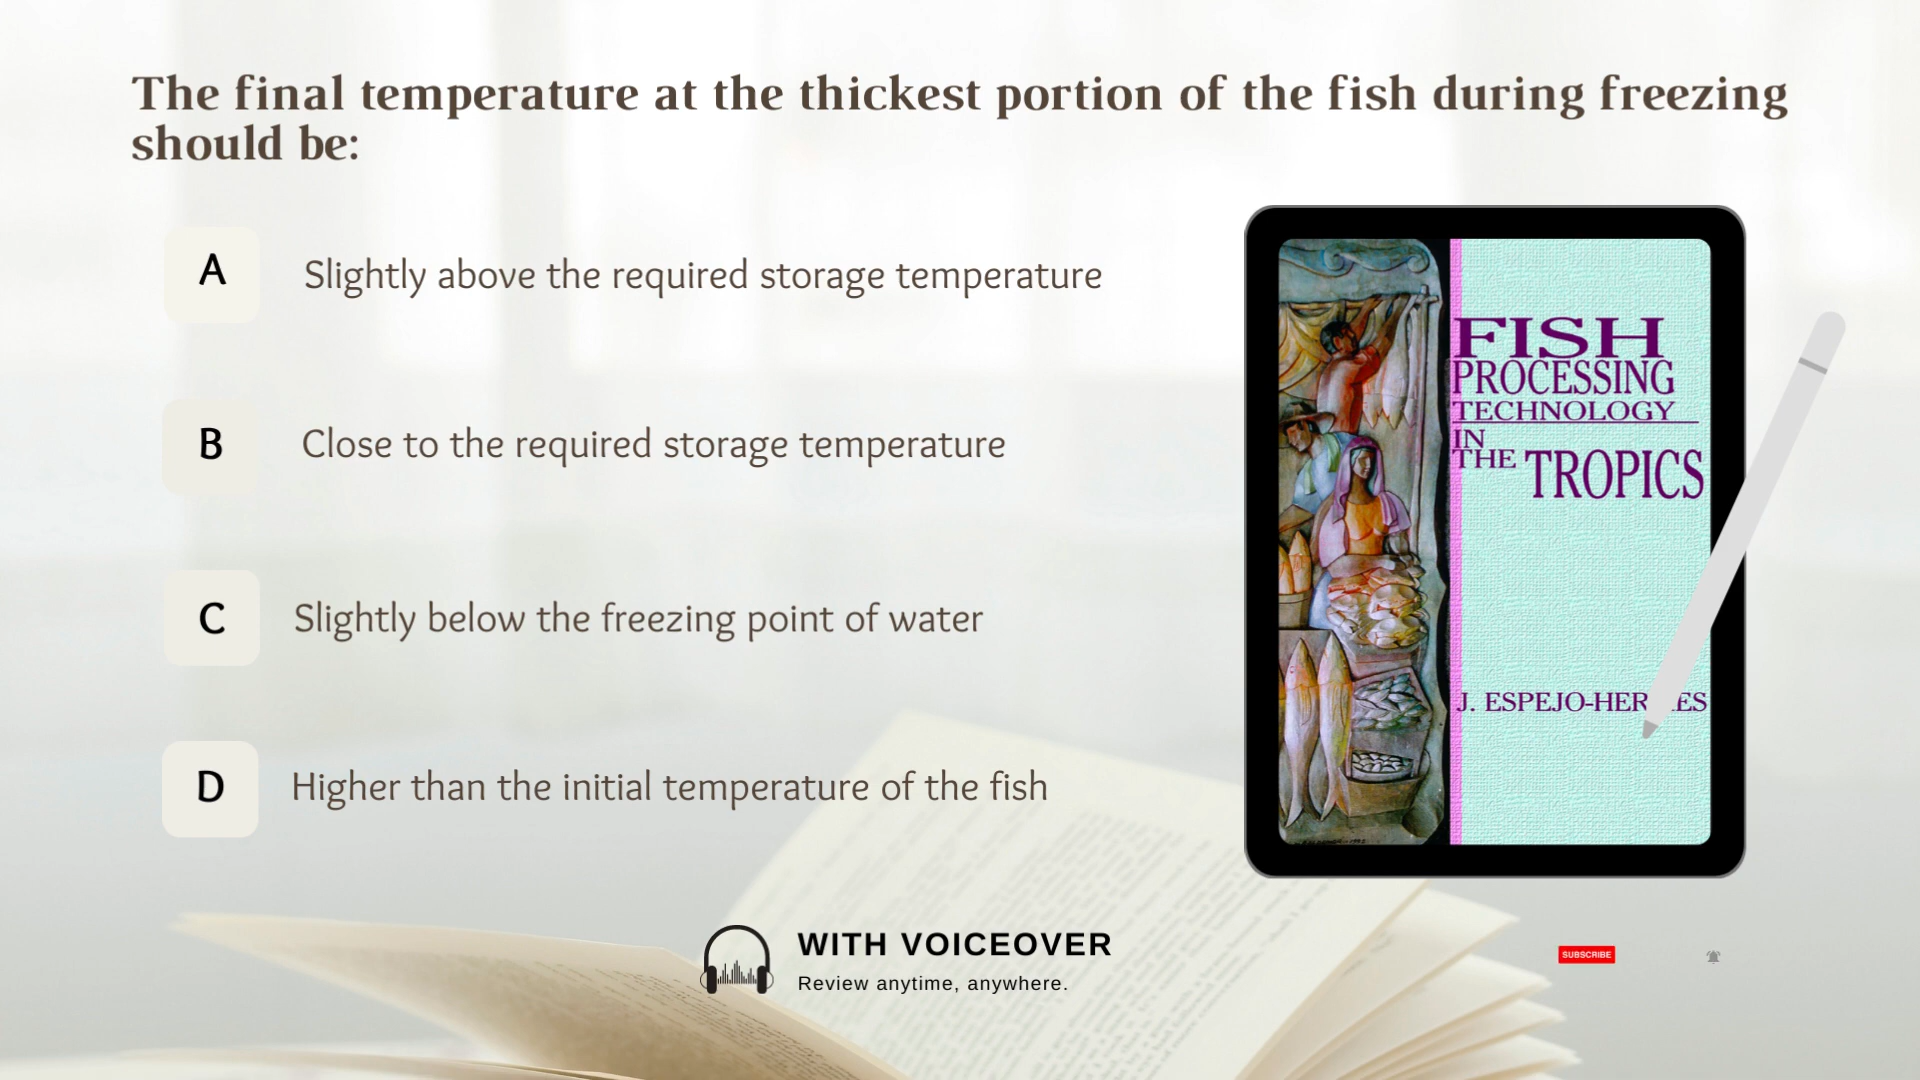 The final temperature at the thickest portion of the fish during freezing
should be:
A
Slightly above the required storage temperature
B
Close to the required storage temperature
C
Slightly below the freezing point of water
D
Higher than the initial temperature of the fish
FISH
PROCESSING
TECHNOLOGY
IN
THE TROPICS
J.
WITH VOICEOVER
Review anytime, anywhere.
SUBSCRIBE